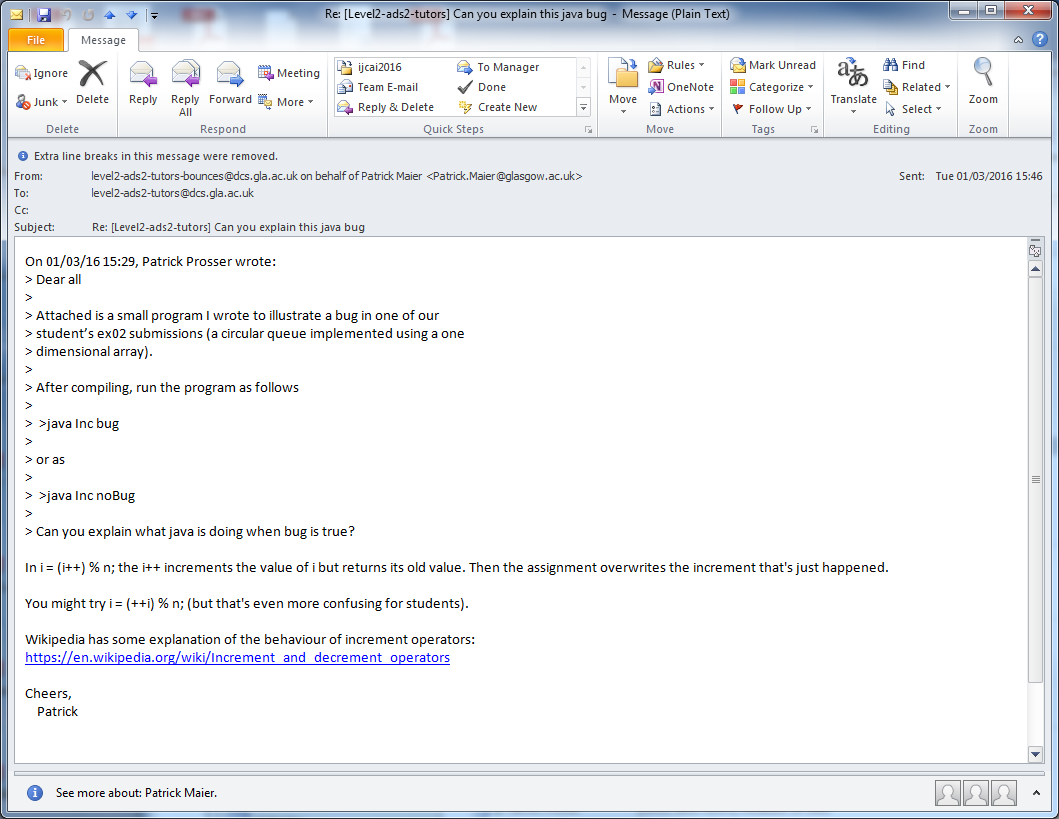 Re: [Level2-ads2-tutors] Can you explain this java bug - Message (Plain Text)
File Message
Ignore
Junk
Delete
Delete
Reply
Reply All
Forward
Meeting
More
Respond
ijcai2016
Team E-mail
Reply & Delete
To Manager
Done
Create New
Quick Steps
Move
Rules
OneNote
Actions
Move
Mark Unread
Categorize
Follow Up
Tags
Translate
Find
Related
Select
Editing
Zoom
Zoom
Extra line breaks in this message were removed.
From: level2-ads2-tutors-bounces@dcs.gla.ac.uk on behalf of Patrick Maier <Patrick.Maier@glasgow.ac.uk> Sent: Tue 01/03/2016 15:46
To: level2-ads2-tutors@dcs.gla.ac.uk
Cc:
Subject: Re: [Level2-ads2-tutors] Can you explain this java bug
On 01/03/16 15:29, Patrick Prosser wrote:
> Dear all
>
> Attached is a small program I wrote to illustrate a bug in one of our
> student’s ex02 submissions (a circular queue implemented using a one
> dimensional array).
>
> After compiling, run the program as follows
>
> >java Inc bug
>
> or as
>
> >java Inc noBug
>
> Can you explain what java is doing when bug is true?
In i = (i++) % n; the i++ increments the value of i but returns its old value. Then the assignment overwrites the increment that's just happened.
You might try i = (++i) % n; (but that's even more confusing for students).
Wikipedia has some explanation of the behaviour of increment operators:
https://en.wikipedia.org/wiki/Increment_and_decrement_operators
Cheers,
Patrick
See more about: Patrick Maier.